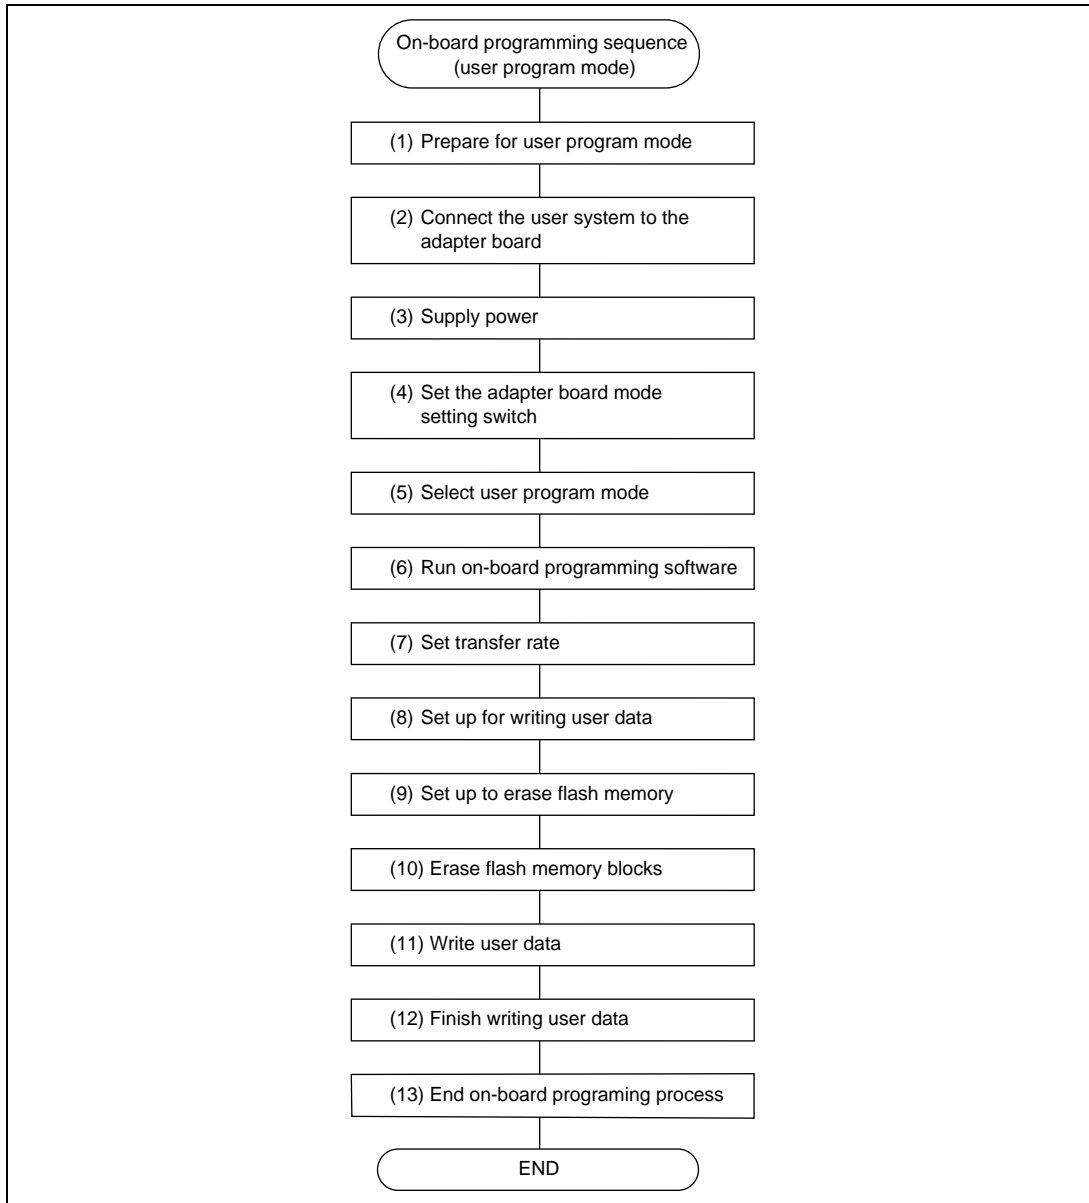 On-board programming sequence
(user program mode)
(1) Prepare for user program mode
(2) Connect the user system to the
adapter board
(3) Supply power
(4) Set the adapter board mode
setting switch
(5) Select user program mode
(6) Run on-board programming software
(7) Set transfer rate
(8) Set up for writing user data
(9) Set up to erase flash memory
(10) Erase flash memory blocks
(11) Write user data
(12) Finish writing user data
(13) End on-board programing process
END